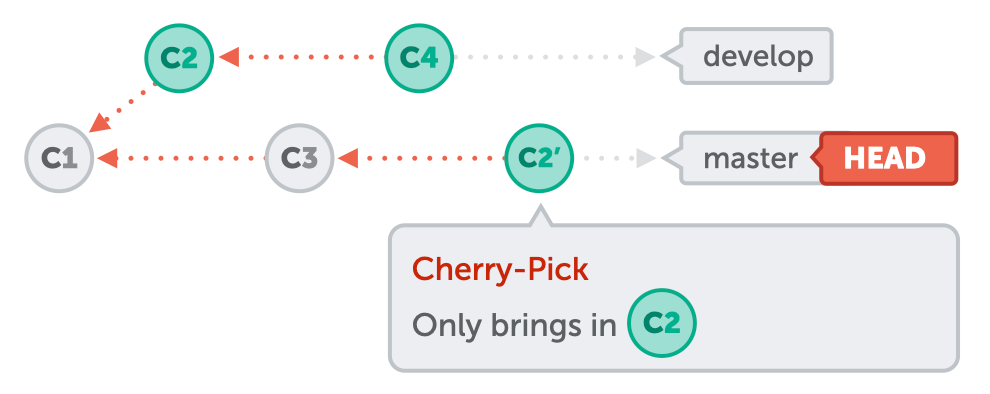 C2 C4 develop
C1 C3 C2′ master HEAD
Cherry-Pick
Only brings in C2